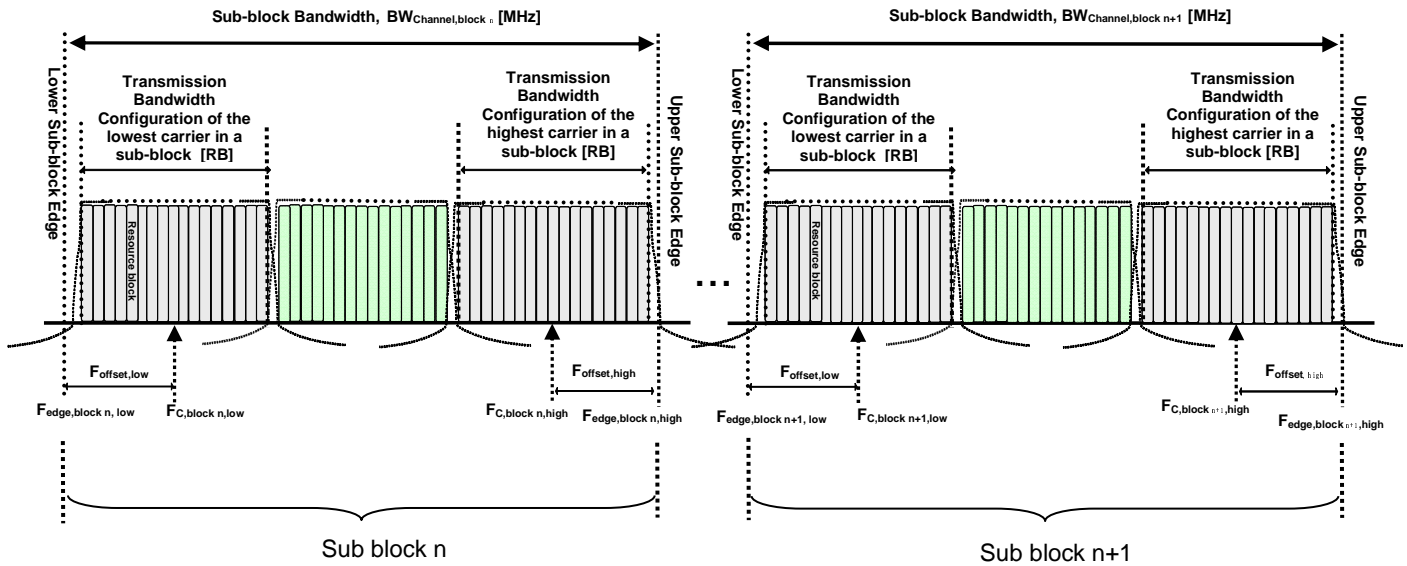 Sub-block Bandwidth, BWChannel,block n [MHz]
Sub-block Bandwidth, BWChannel,block n+1 [MHz]
Lower Sub-block Edge
Transmission
Bandwidth
Configuration of the
lowest carrier in a
sub-block [RB]
Transmission
Bandwidth
Configuration of the
highest carrier in a
sub-block [RB]
Upper Sub-block Edge
Lower Sub-block Edge
Transmission
Bandwidth
Configuration of the
lowest carrier in a
sub-block [RB]
Transmission
Bandwidth
Configuration of the
highest carrier in a
sub-block [RB]
Upper Sub-block Edge
Resource block
...
Resource block
Foffset,low
Foffset,high
Foffset,low
Foffset,high
Fedge,block n, low
FC,block n,low
FC,block n,high
Fedge,block n,high
Fedge,block n+1, low
FC,block n+1,low
FC,block n+1,high
Fedge,block n+1,high
Sub block n
Sub block n+1